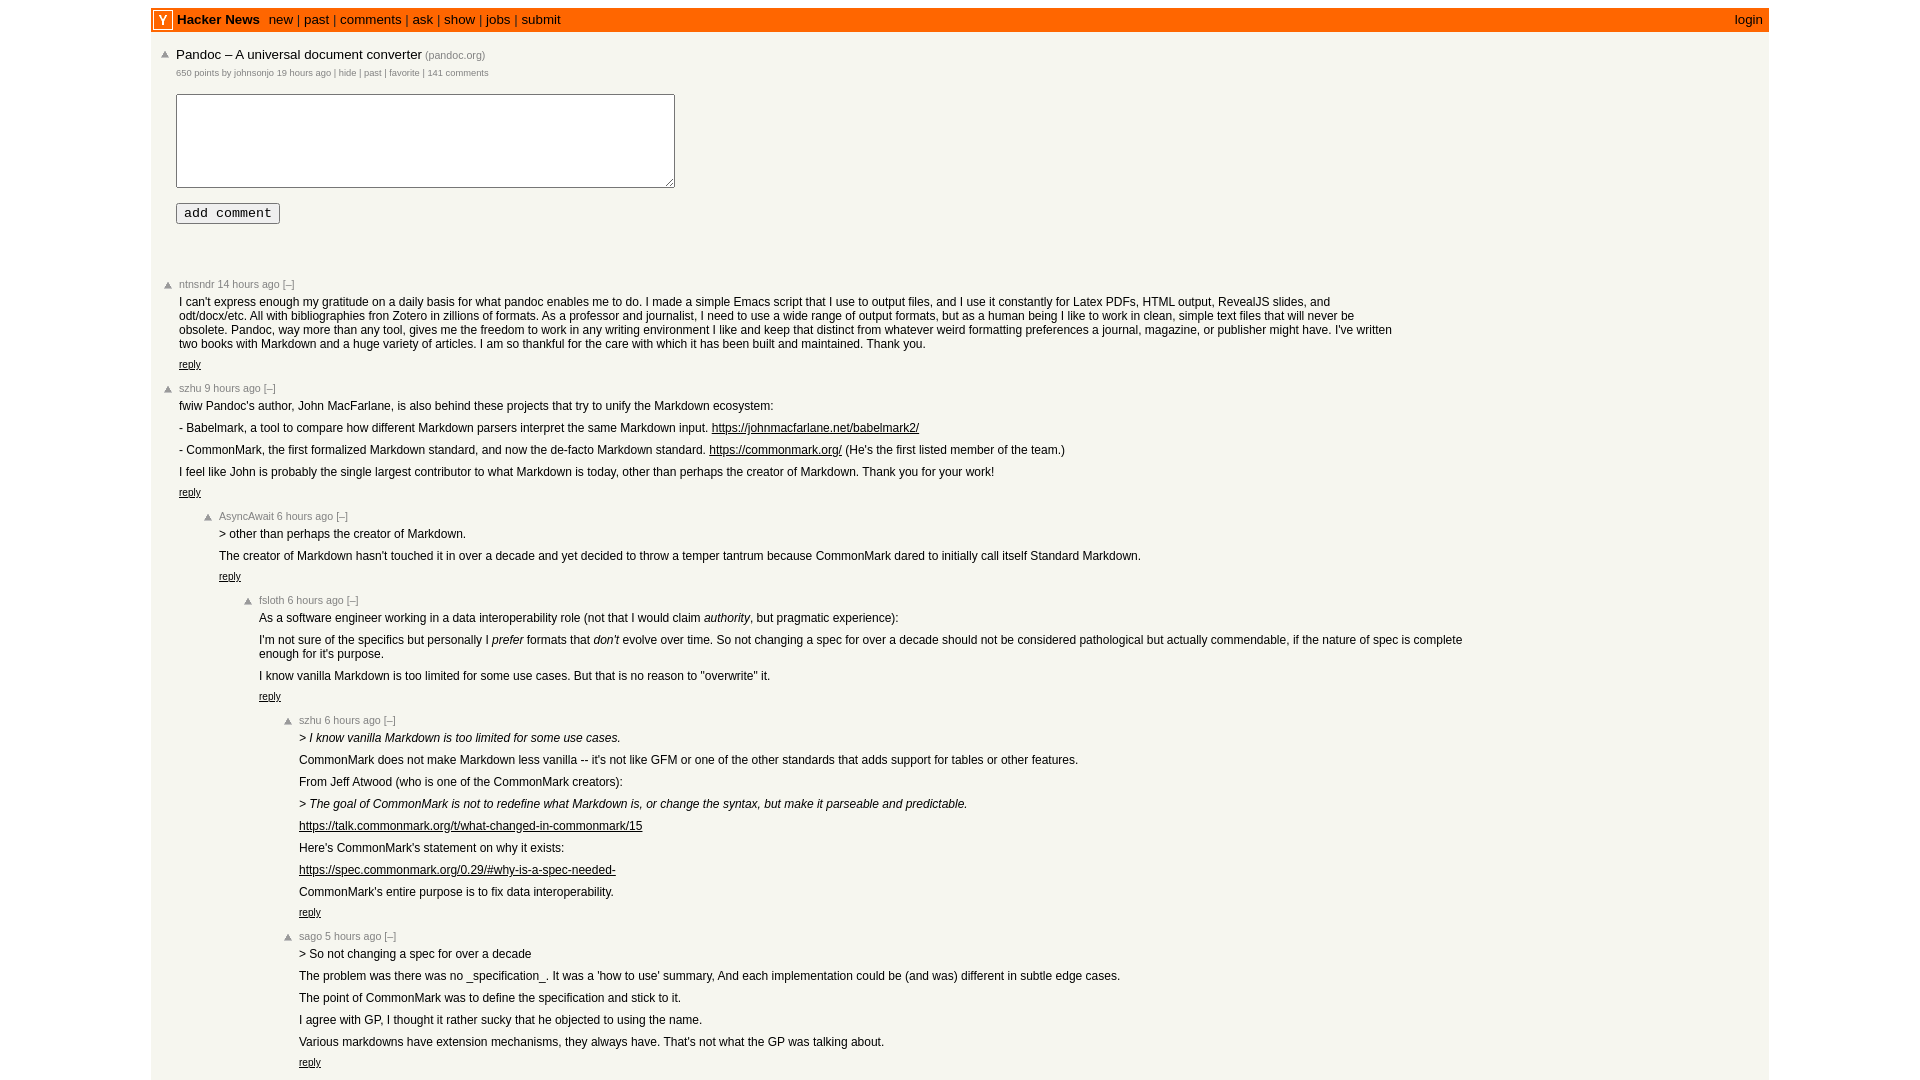 Y Hacker News new | past | comments | ask | show | jobs | submit login
Pandoc – A universal document converter (pandoc.org)
650 points by johnsonjo 19 hours ago | hide | past | favorite | 141 comments
add comment
ntnsndr 14 hours ago [–]
I can't express enough my gratitude on a daily basis for what pandoc enables me to do. I made a simple Emacs script that I use to output files, and I use it constantly for Latex PDFs, HTML output, RevealJS slides, and
odt/docx/etc. All with bibliographies fron Zotero in zillions of formats. As a professor and journalist, I need to use a wide range of output formats, but as a human being I like to work in clean, simple text files that will never be
obsolete. Pandoc, way more than any tool, gives me the freedom to work in any writing environment I like and keep that distinct from whatever weird formatting preferences a journal, magazine, or publisher might have. I've written
two books with Markdown and a huge variety of articles. I am so thankful for the care with which it has been built and maintained. Thank you.
reply
szhu 9 hours ago [–]
fwiw Pandoc's author, John MacFarlane, is also behind these projects that try to unify the Markdown ecosystem:
- Babelmark, a tool to compare how different Markdown parsers interpret the same Markdown input. https://johnmacfarlane.net/babelmark2/
- CommonMark, the first formalized Markdown standard, and now the de-facto Markdown standard. https://commonmark.org/ (He's the first listed member of the team.)
I feel like John is probably the single largest contributor to what Markdown is today, other than perhaps the creator of Markdown. Thank you for your work!
reply
AsyncAwait 6 hours ago [–]
> other than perhaps the creator of Markdown.
The creator of Markdown hasn't touched it in over a decade and yet decided to throw a temper tantrum because CommonMark dared to initially call itself Standard Markdown.
reply
fsloth 6 hours ago [–]
As a software engineer working in a data interoperability role (not that I would claim authority, but pragmatic experience):
I'm not sure of the specifics but personally I prefer formats that don't evolve over time. So not changing a spec for over a decade should not be considered pathological but actually commendable, if the nature of spec is complete
enough for it's purpose.
I know vanilla Markdown is too limited for some use cases. But that is no reason to "overwrite" it.
reply
szhu 6 hours ago [–]
> I know vanilla Markdown is too limited for some use cases.
CommonMark does not make Markdown less vanilla -- it's not like GFM or one of the other standards that adds support for tables or other features.
From Jeff Atwood (who is one of the CommonMark creators):
> The goal of CommonMark is not to redefine what Markdown is, or change the syntax, but make it parseable and predictable.
https://talk.commonmark.org/t/what-changed-in-commonmark/15
Here's CommonMark's statement on why it exists:
https://spec.commonmark.org/0.29/#why-is-a-spec-needed-
CommonMark's entire purpose is to fix data interoperability.
reply
sago 5 hours ago [–]
> So not changing a spec for over a decade
The problem was there was no _specification_. It was a 'how to use' summary, And each implementation could be (and was) different in subtle edge cases.
The point of CommonMark was to define the specification and stick to it.
I agree with GP, I thought it rather sucky that he objected to using the name.
Various markdowns have extension mechanisms, they always have. That's not what the GP was talking about.
reply